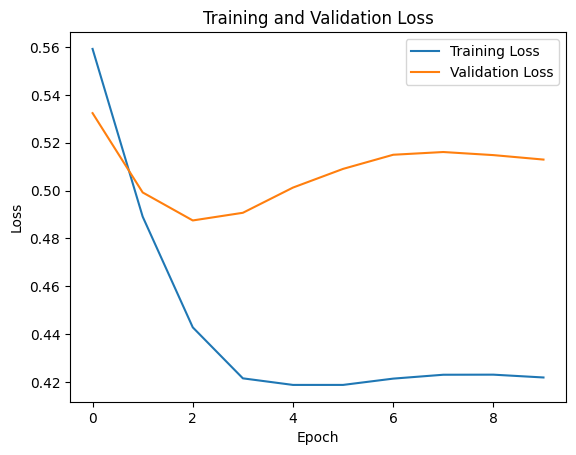 Training and Validation Loss
Training Loss
Validation Loss
0.56
0.54
0.52
0.50
0.48
0.46
0.44
0.42
Loss
0 2 4 6 8
Epoch